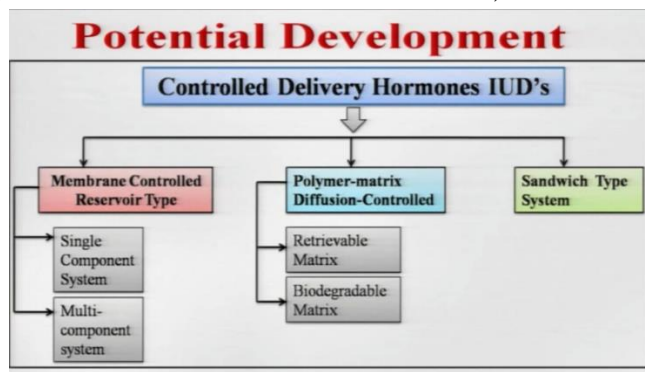 Potential Development
Controlled Delivery Hormones IUD's
Membrane Controlled
Reservoir Type
Single
Component
System
Multi-
component
system
Polymer-matrix
Diffusion-Controlled
Retrievable
Matrix
Biodegradable
Matrix
Sandwich Type
System